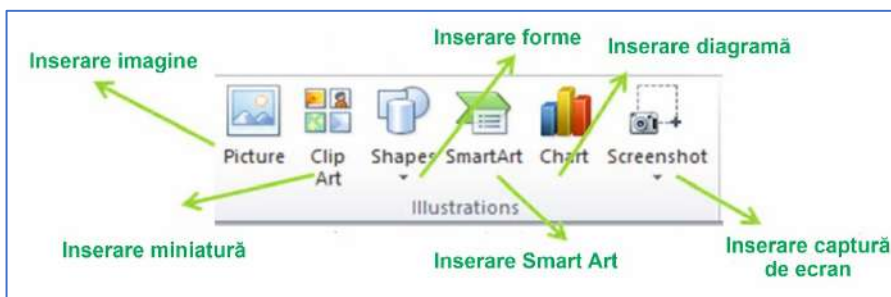 Inserare forme
Inserare diagramă
Inserare imagine
Picture
Clip
Art
Shapes
SmartArt
Chart
Screenshot
Illustrations
Inserare miniatură
Inserare Smart Art
Inserare captură
de ecran